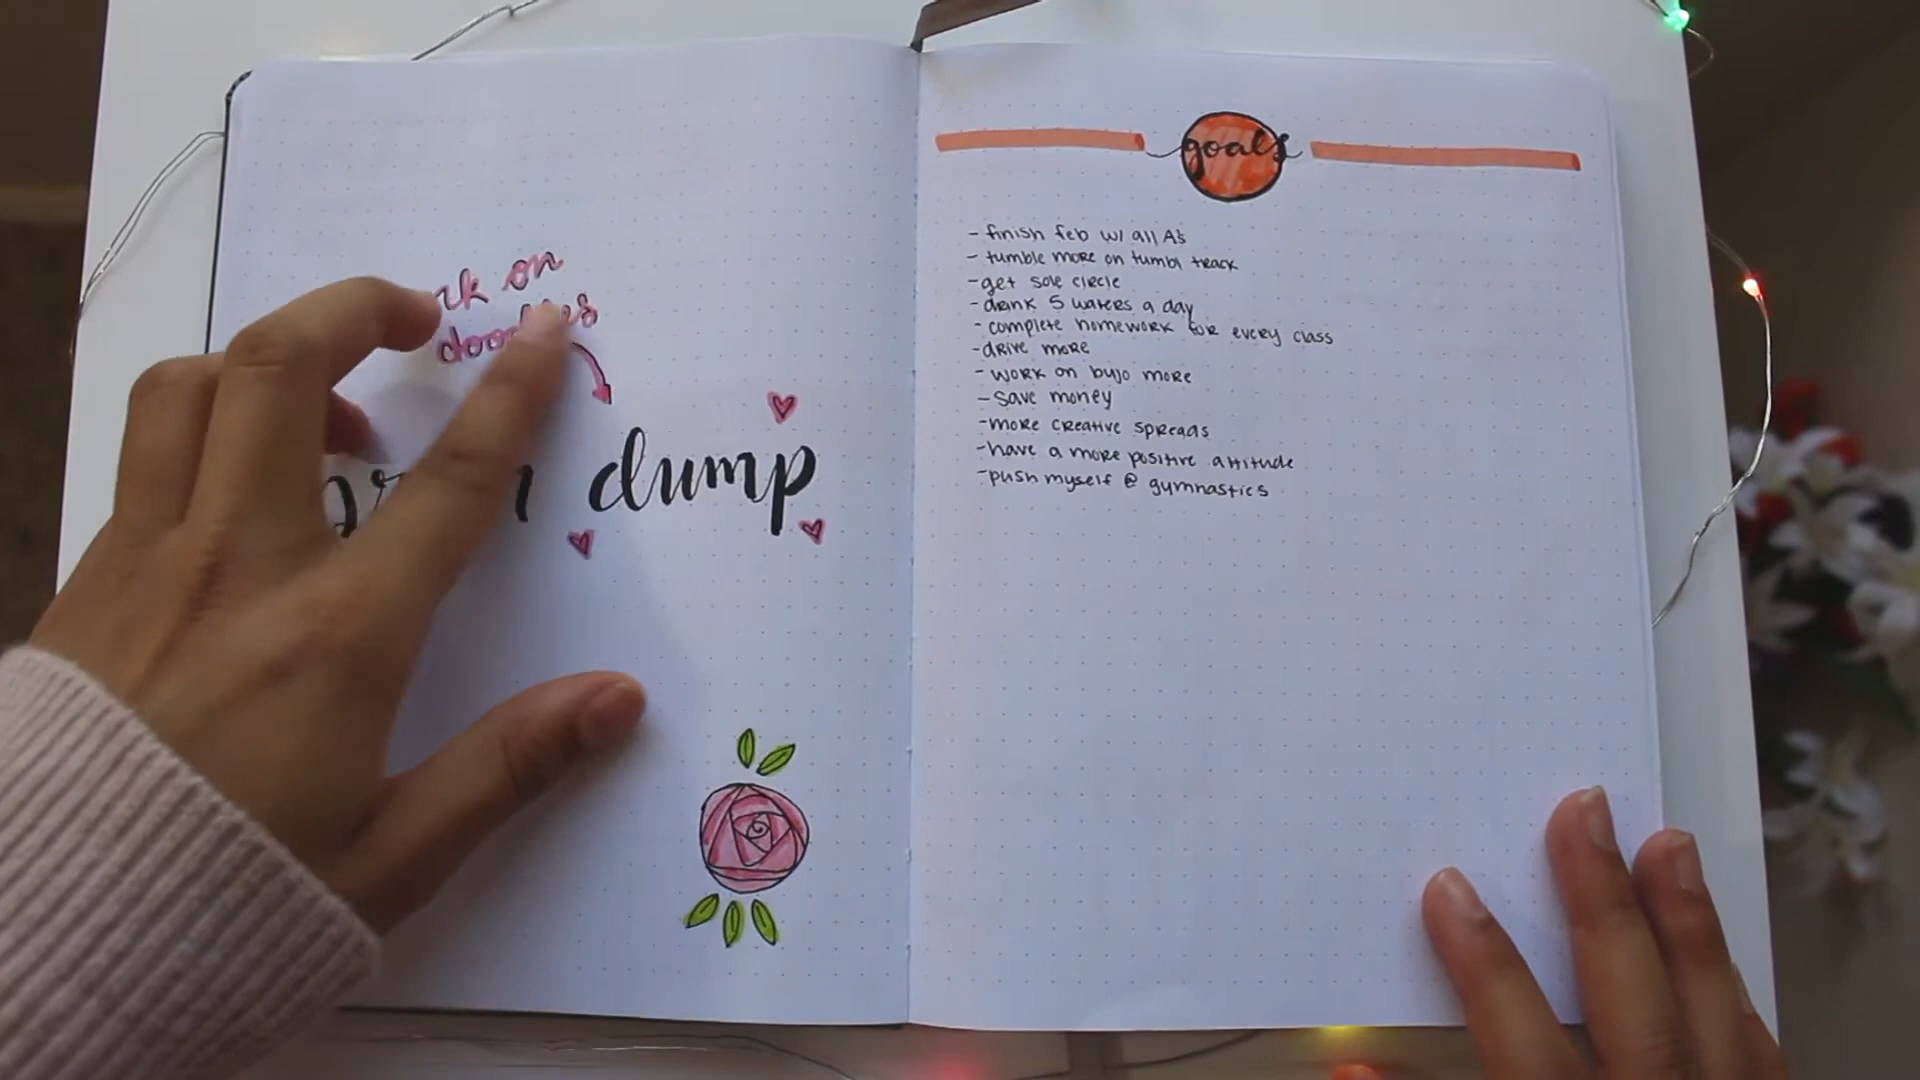 on
dump
goals
- finish feb w/ all A's
- tumble more on tumbl track
- get sole circle
- drink 5 waters a day
- complete homework for every class
- drive more
- work on bujo more
- save money
- more creative spreads
- have a more positive attitude
- push myself @ gymnastics